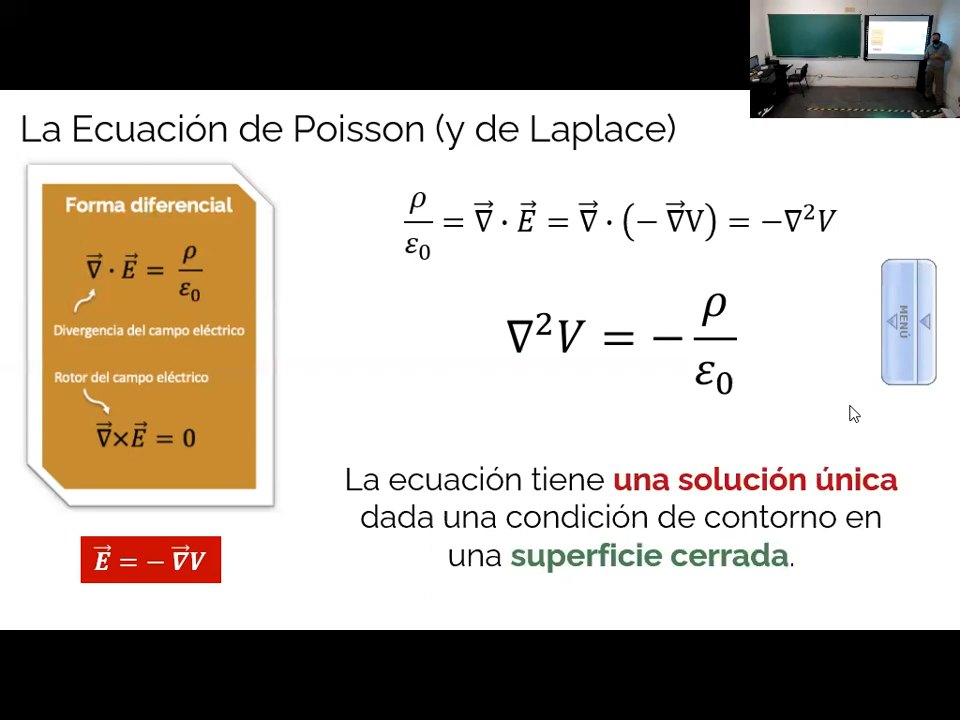 La Ecuación de Poisson (y de Laplace)
Forma diferencial
∇⃗ · E⃗ = ρ/ε₀
Divergencia del campo eléctrico
Rotor del campo eléctrico
∇⃗×E⃗ = 0
E⃗ = −∇⃗V
ρ/ε₀ = ∇⃗ · E⃗ = ∇⃗ · (−∇⃗V) = −∇²V
∇²V = −ρ/ε₀
MENÚ
La ecuación tiene una solución única
dada una condición de contorno en
una superficie cerrada.